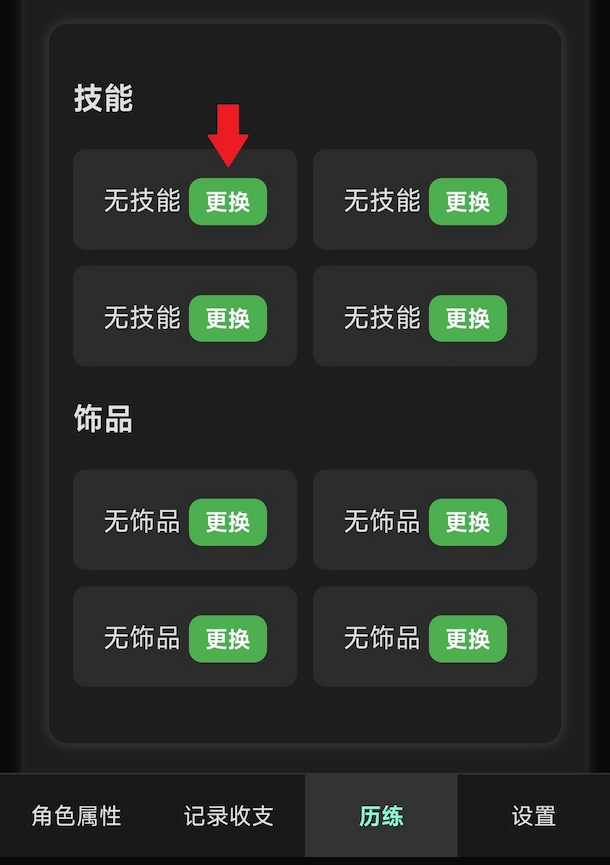 技能
无技能 更换 无技能 更换
无技能 更换 无技能 更换
饰品
无饰品 更换 无饰品 更换
无饰品 更换 无饰品 更换
角色属性 记录收支 历练 设置